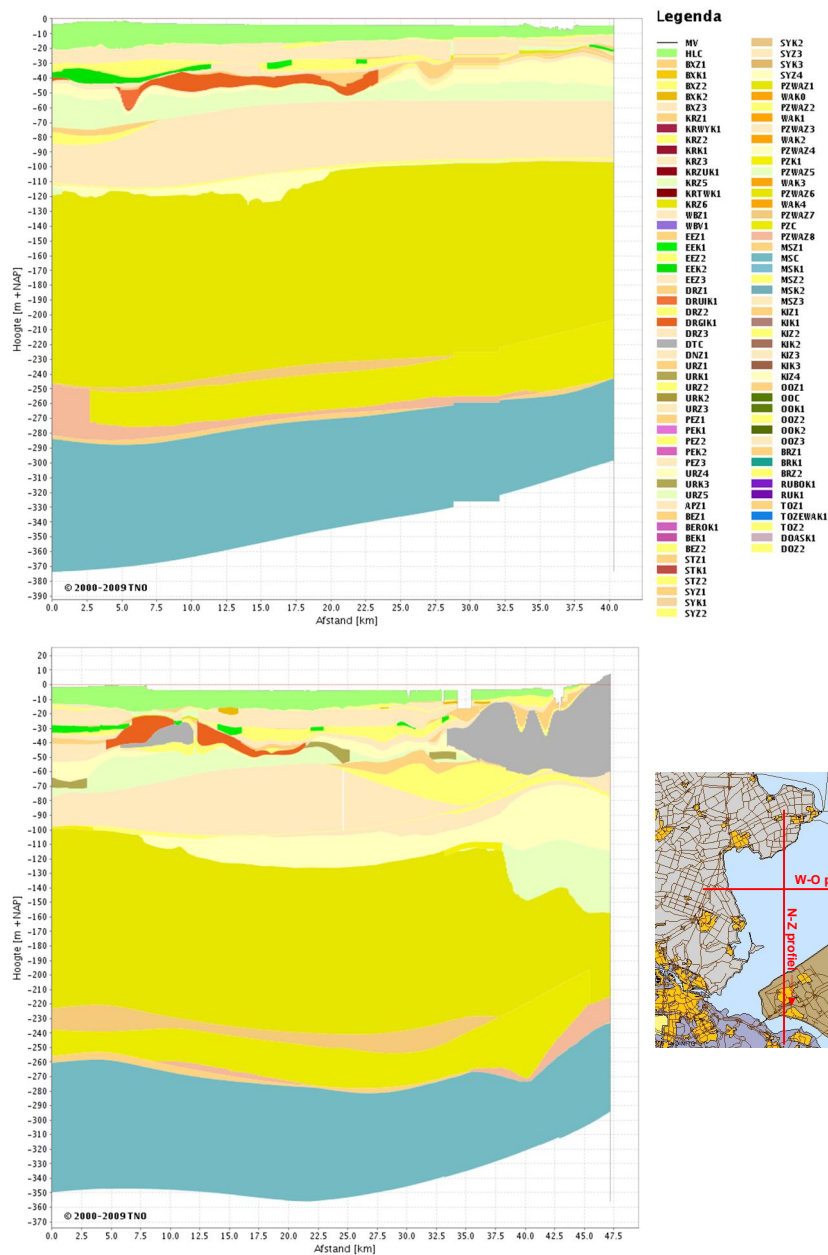 0
-10
-20
-30
-40
-50
-60
-70
-80
-90
-100
-110
-120
-130
-140
-150
-160
-170
-180
-190
-200
-210
-220
-230
-240
-250
-260
-270
-280
-290
-300
-310
-320
-330
-340
-350
-360
-370
-380
-390
Hoogte [m +NAP]
© 2000-2009 TNO
0.0 2.5 5.0 7.5 10.0 12.5 15.0 17.5 20.0 22.5 25.0 27.5 30.0 32.5 35.0 37.5 40.0
Afstand [km]
Legenda
MV
HLC
BXZ1
BXK1
BXZ2
BXK2
BXZ3
KRZ1
KRWYK1
KRZ2
KRK1
KRZ3
KRZUK1
KRZ5
KRTWK1
KRZ6
WBZ1
WBV1
EEZ1
EEK1
EEZ2
EEK2
EEZ3
DRZ1
DRUIK1
DRZ2
DRGIK1
DRZ3
DTC
DNZ1
URZ1
URK1
URZ2
URK2
URZ3
PEZ1
PEK1
PEZ2
PEK2
PEZ3
URZ4
URK3
URZ5
APZ1
BEZ1
BEROK1
BEK1
BEZ2
STZ1
STK1
STZ2
SYZ1
SYK1
SYZ2
SYK2
SYZ3
SYK3
SYZ4
PZWAZ1
WAK0
PZWAZ2
WAK1
PZWAZ3
WAK2
PZWAZ4
PZK1
PZWAZ5
WAK3
PZWAZ6
WAK4
PZWAZ7
PZC
PZWAZ8
MSZ1
MSC
MSK1
MSZ2
MSK2
MSZ3
KIZ1
KIK1
KIZ2
KIK2
KIZ3
KIK3
KIZ4
OOZ1
OOC
OOK1
OOZ2
OOK2
OOZ3
BRZ1
BRK1
BRZ2
RUBOK1
RUK1
TOZ1
TOZEWAK1
TOZ2
DOASK1
DOZ2
20
10
0
-10
-20
-30
-40
-50
-60
-70
-80
-90
-100
-110
-120
-130
-140
-150
-160
-170
-180
-190
-200
-210
-220
-230
-240
-250
-260
-270
-280
-290
-300
-310
-320
-330
-340
-350
-360
-370
Hoogte [m +NAP]
© 2000-2009 TNO
0.0 2.5 5.0 7.5 10.0 12.5 15.0 17.5 20.0 22.5 25.0 27.5 30.0 32.5 35.0 37.5 40.0 42.5 45.0 47.5
Afstand [km]
W-O p
N-Z profiel